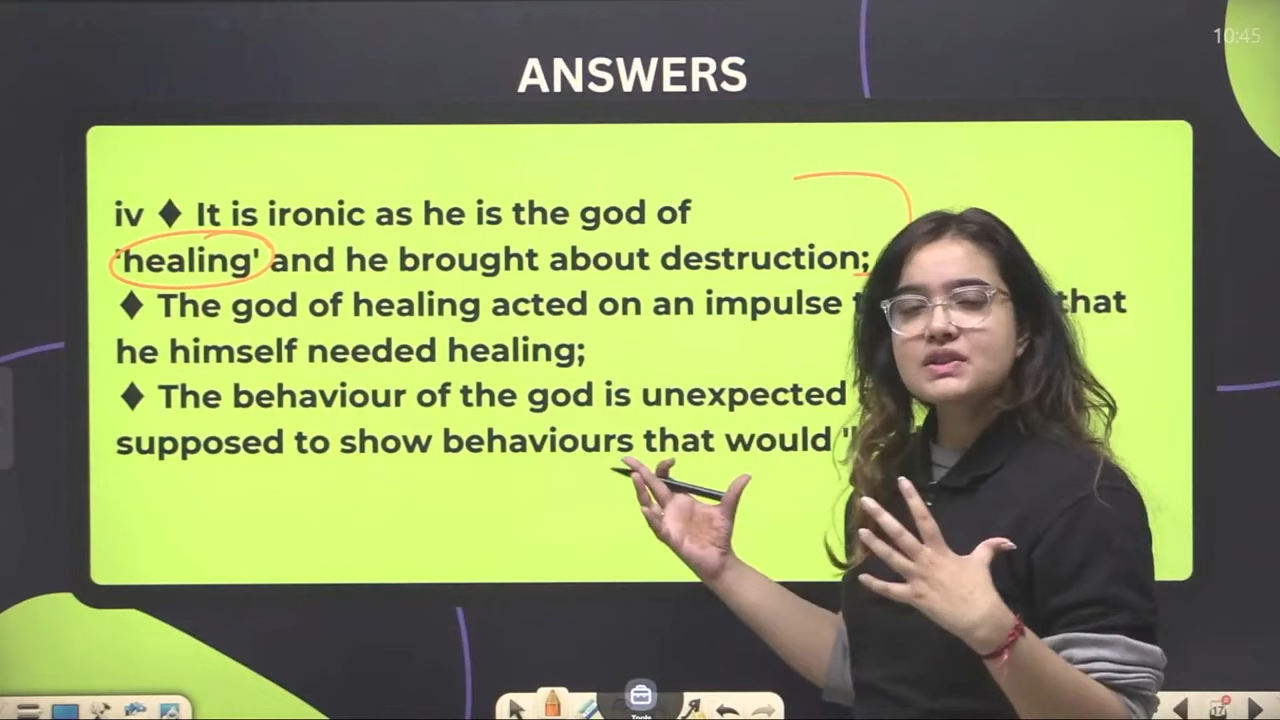 10:45
ANSWERS
iv ♦ It is ironic as he is the god of
'healing' and he brought about destruction;
♦ The god of healing acted on an impulse that
he himself needed healing;
♦ The behaviour of the god is unexpected
supposed to show behaviours that would
Tools
17